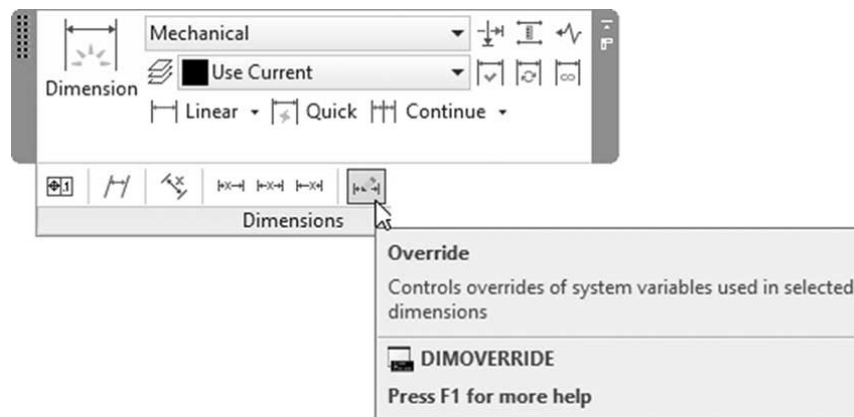 Mechanical
Use Current
Dimension
Linear Quick Continue
Dimensions
Override
Controls overrides of system variables used in selected
dimensions
DIMOVERRIDE
Press F1 for more help